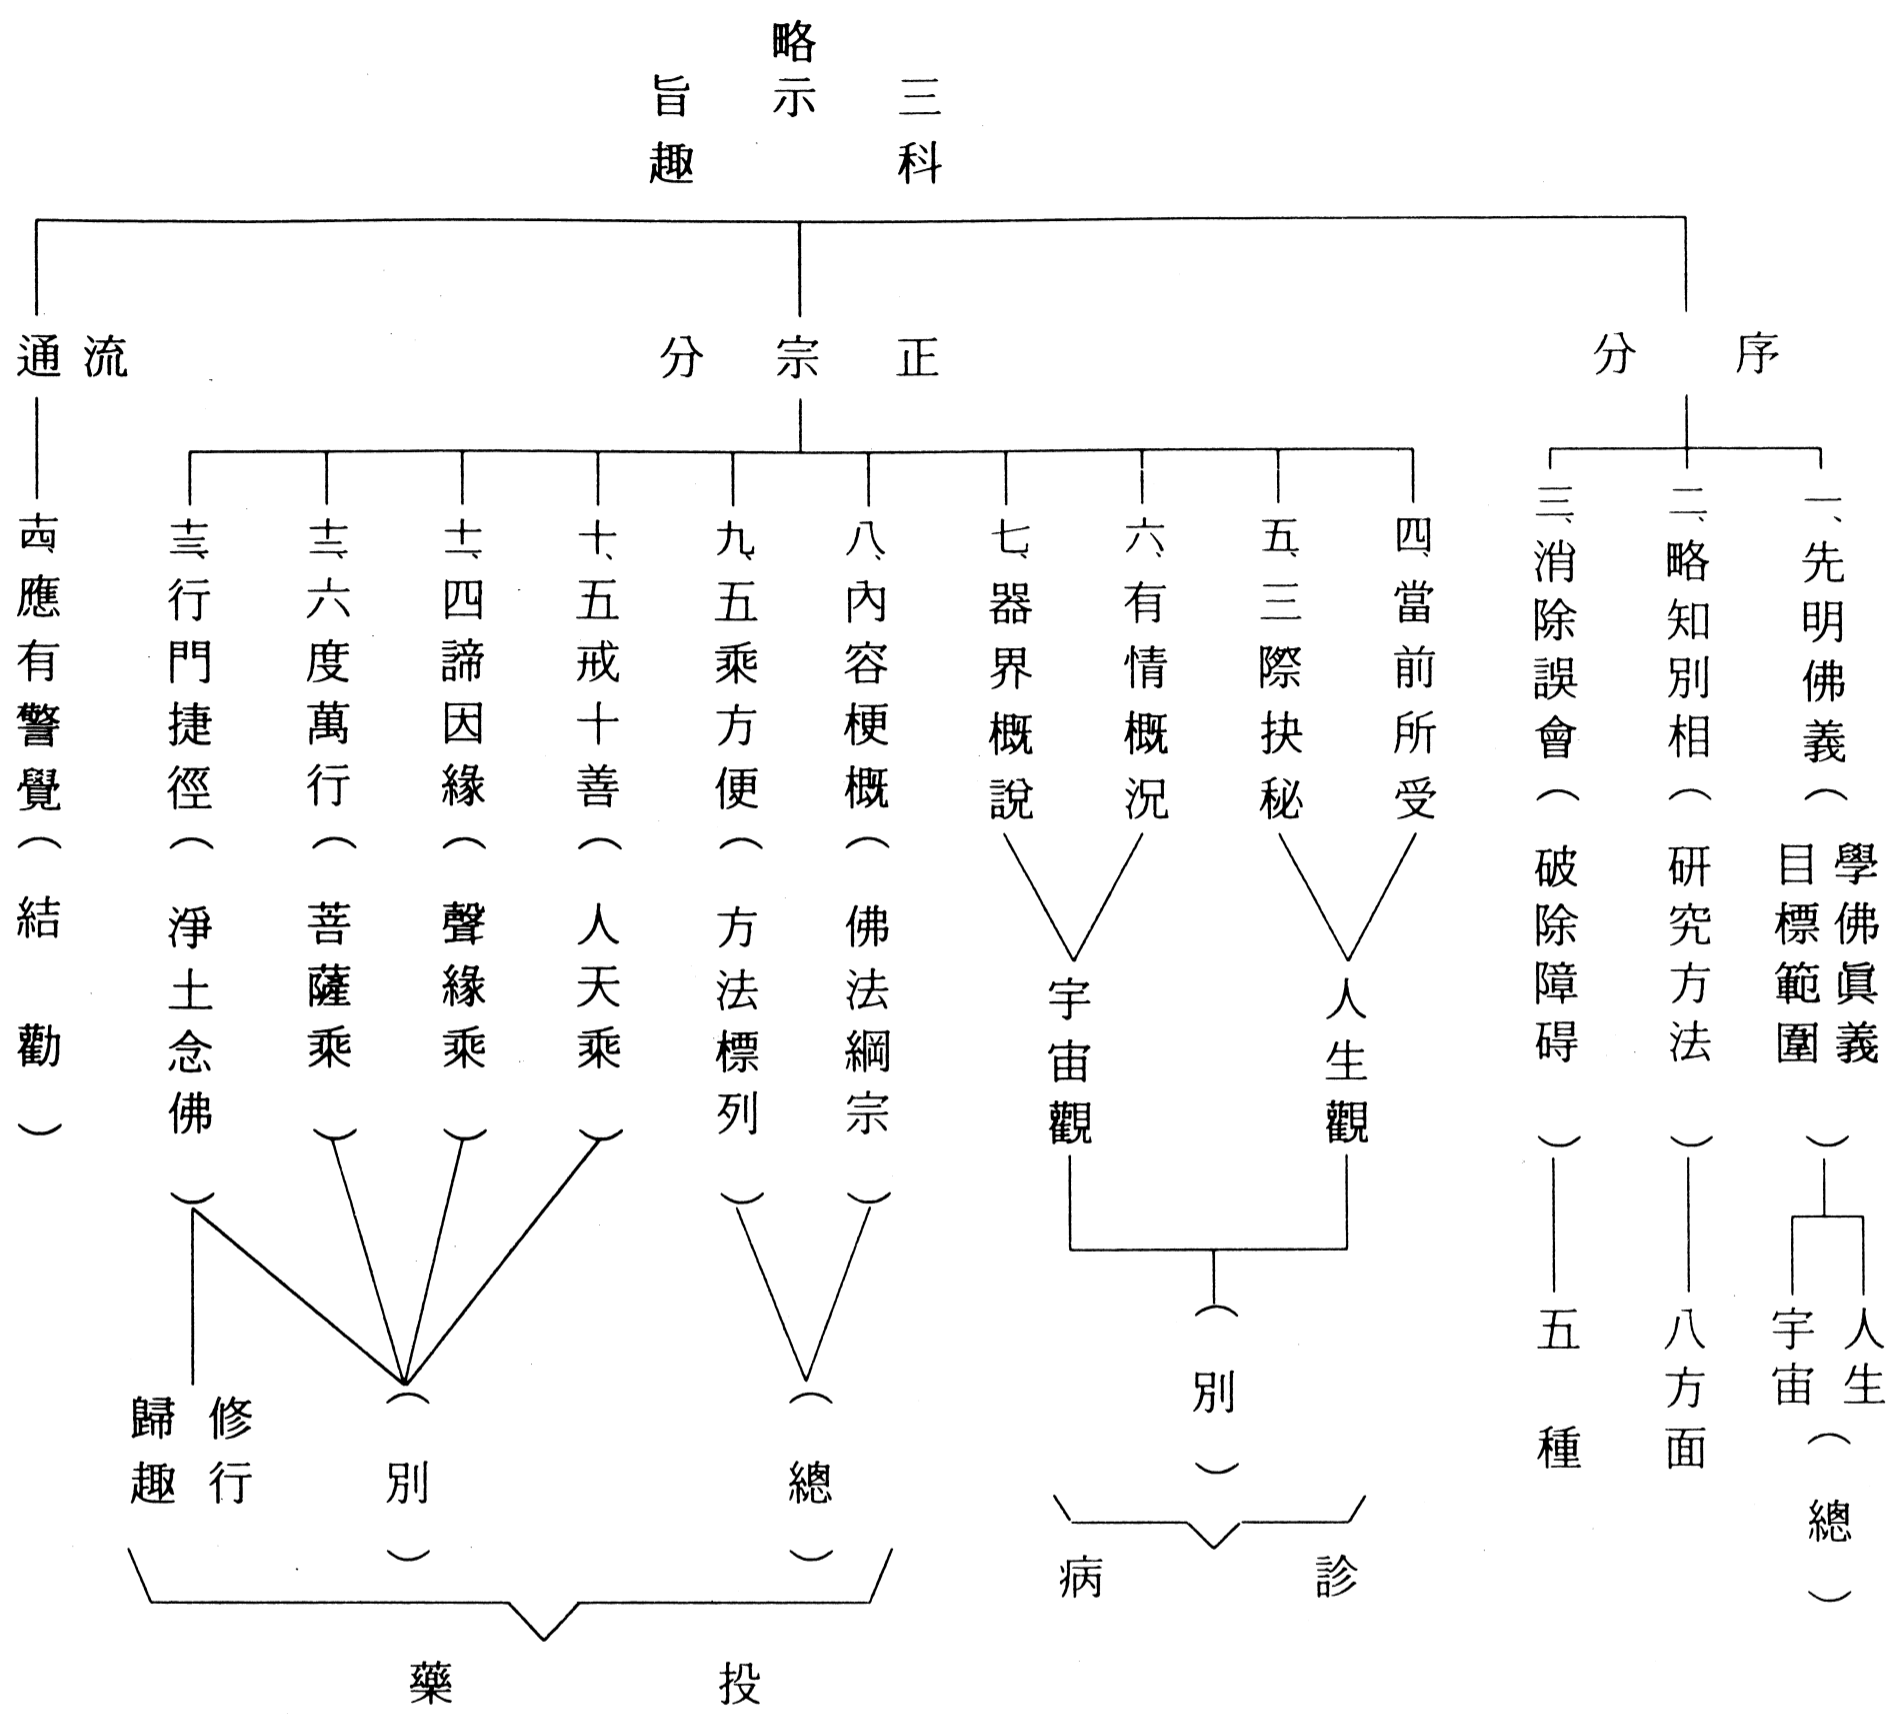 三科
略示
旨趣
序分
正宗分
流通
一、先明佛義（學佛眞義目標範圍）
人生
宇宙
（總）
二、略知別相（研究方法）
八方面
三、消除誤會（破除障碍）
五種
四、當前所受
五、三際抉秘
人生觀
六、有情概況
七、器界概說
宇宙觀
（別）
診病
八、內容梗概（佛法綱宗）
九、五乘方便（方法標列）
（總）
十、五戒十善（人天乘）
十一、四諦因緣（聲緣乘）
十二、六度萬行（菩薩乘）
十三、行門捷徑（淨土念佛）
（別）
修行
歸趣
投藥
十四、應有警覺（結勸）